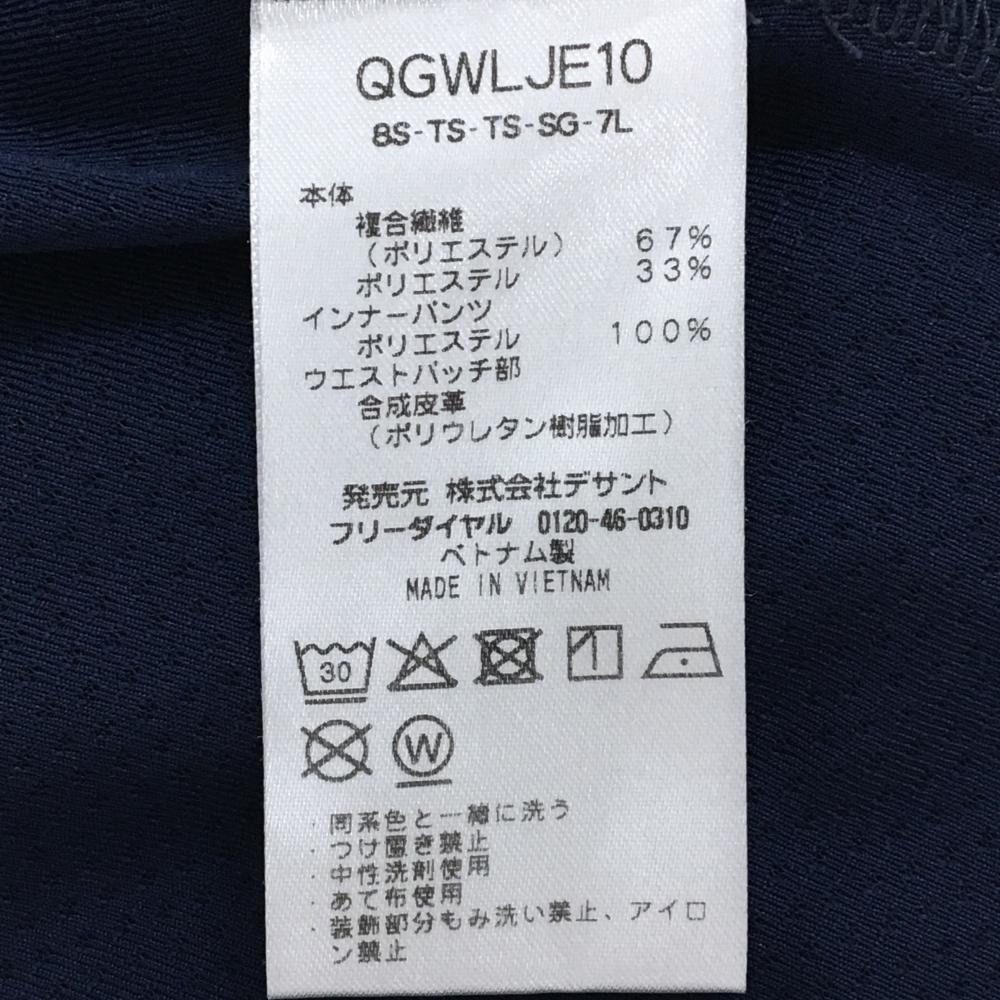 QGWLJE10
8S-TS-TS-SG-7L
本体
複合繊維
（ポリエステル） 67%
ポリエステル 33%
インナーパンツ
ポリエステル 100%
ウエストパッチ部
合成皮革
（ポリウレタン樹脂加工）
発売元 株式会社デサント
フリーダイヤル 0120-46-0310
ベトナム製
MADE IN VIETNAM
30
W
・同系色と一緒に洗う
・つけ置き禁止
・中性洗剤使用
・あて布使用
・装飾部分もみ洗い禁止、アイロ
ン禁止